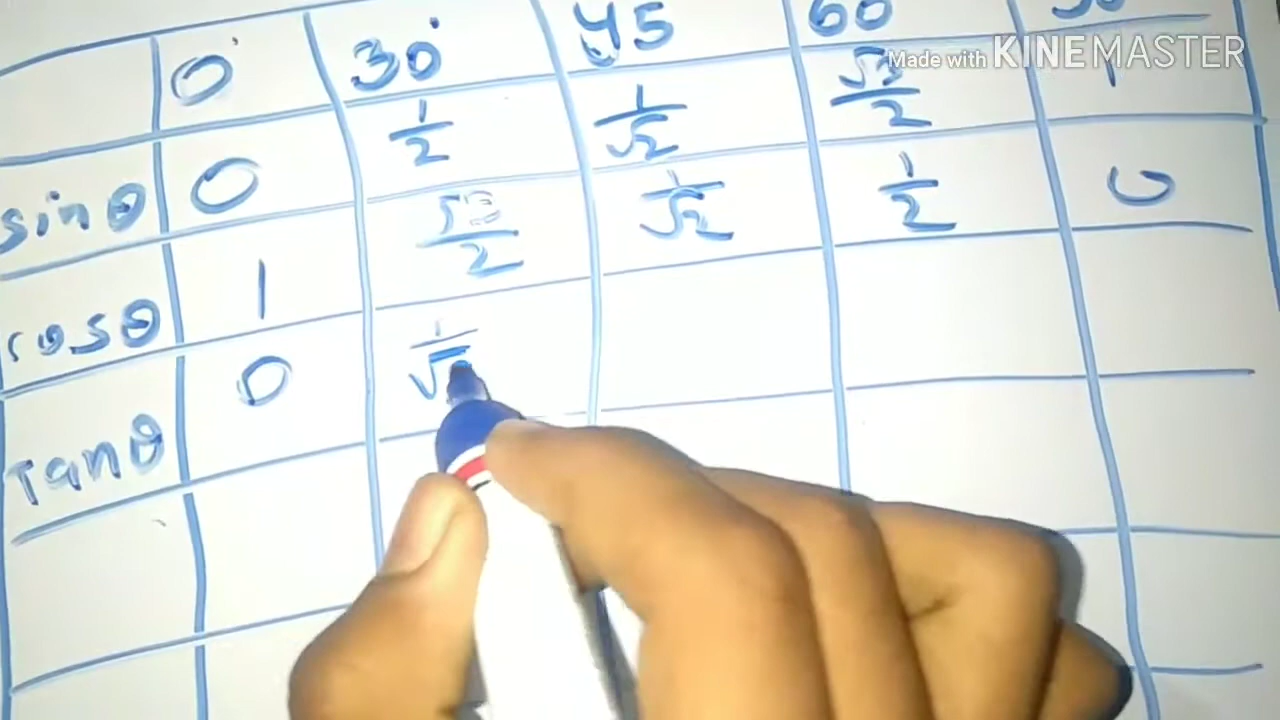 0° 30° 45 60
Made with KINEMASTER
sinθ 0 1/2 1/√2 √3/2 1
cosθ 1 √3/2 1/√2 1/2 0
Tanθ 0 1/√